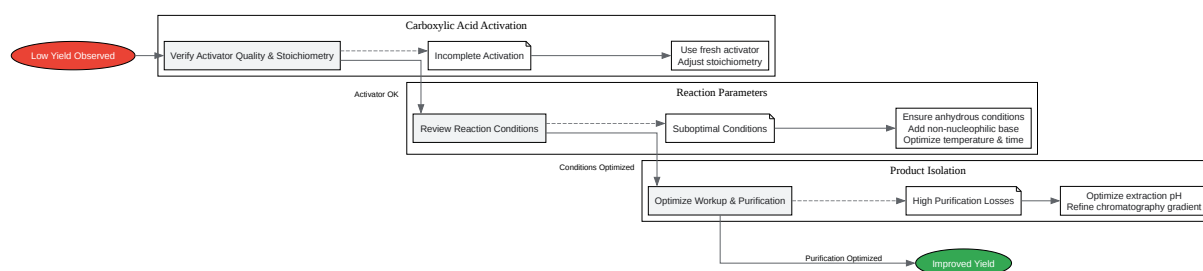 Carboxylic Acid Activation
Low Yield Observed
Verify Activator Quality & Stoichiometry
Incomplete Activation
Use fresh activator
Adjust stoichiometry
Activator OK
Reaction Parameters
Review Reaction Conditions
Suboptimal Conditions
Ensure anhydrous conditions
Add non-nucleophilic base
Optimize temperature & time
Conditions Optimized
Product Isolation
Optimize Workup & Purification
High Purification Losses
Optimize extraction pH
Refine chromatography gradient
Purification Optimized
Improved Yield